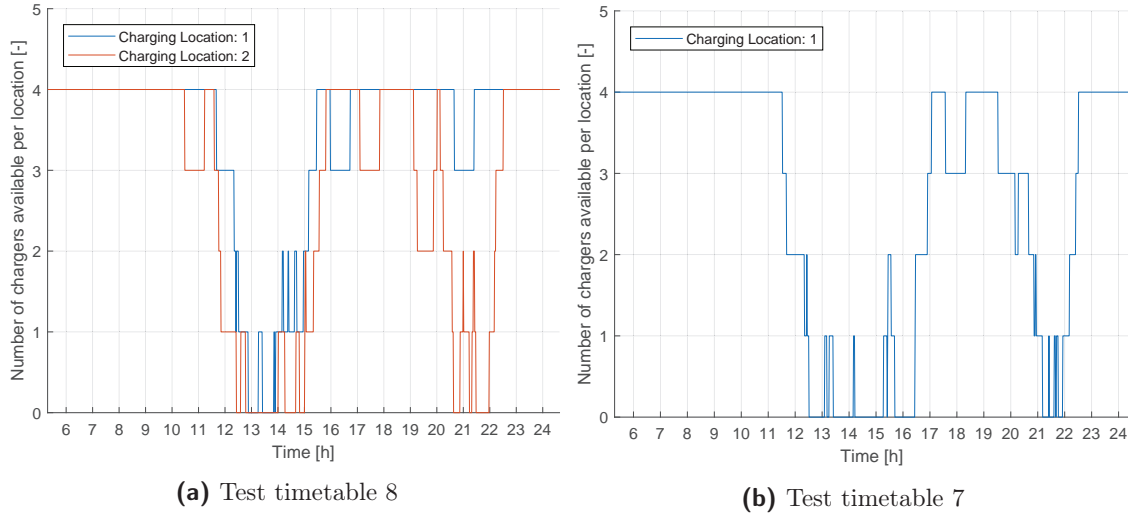 5
4
3
2
1
0
Number of chargers available per location [-]
Charging Location: 1
Charging Location: 2
6 7 8 9 10 11 12 13 14 15 16 17 18 19 20 21 22 23 24
Time [h]
(a) Test timetable 8
5
4
3
2
1
0
Number of chargers available per location [-]
Charging Location: 1
6 7 8 9 10 11 12 13 14 15 16 17 18 19 20 21 22 23 24
Time [h]
(b) Test timetable 7